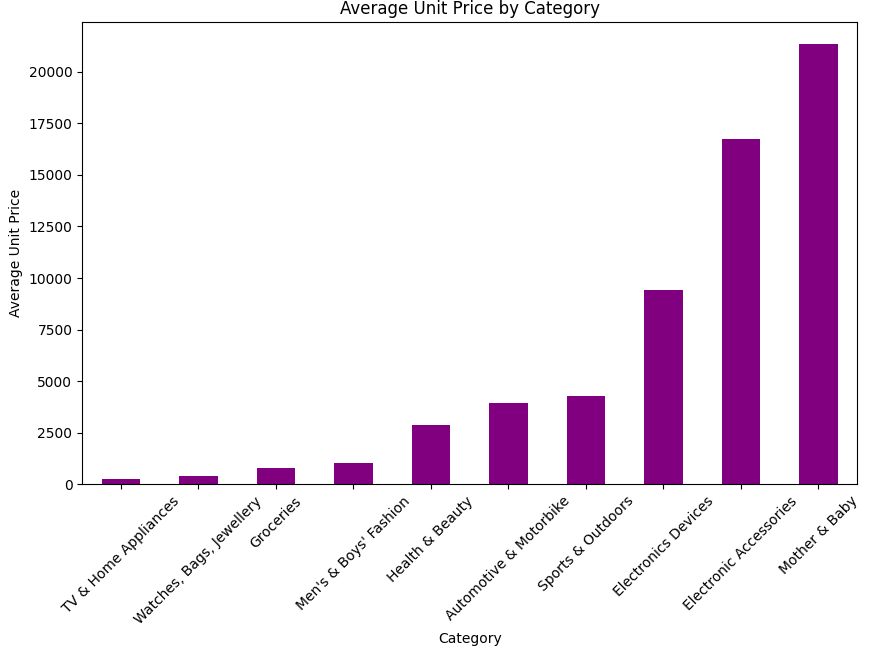 Average Unit Price by Category
Average Unit Price
20000
17500
15000
12500
10000
7500
5000
2500
0
TV & Home Appliances
Watches, Bags, Jewellery
Groceries
Men's & Boys' Fashion
Health & Beauty
Automotive & Motorbike
Sports & Outdoors
Electronics Devices
Electronic Accessories
Mother & Baby
Category